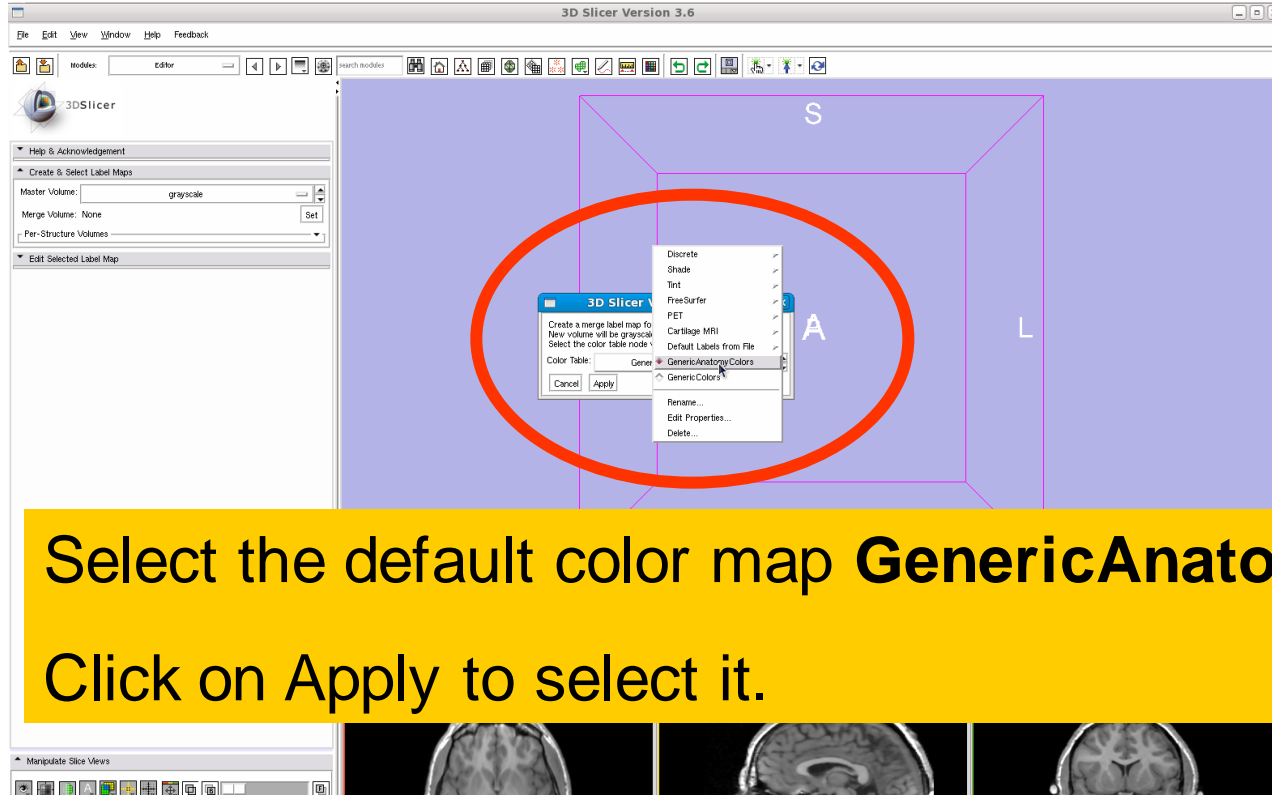 3D Slicer Version 3.6
File Edit View Window Help Feedback
Modules: Editor search modules
3DSlicer
Help & Acknowledgement
Create & Select Label Maps
Master Volume: grayscale
Merge Volume: None Set
Per-Structure Volumes
Edit Selected Label Map
S
A
L
3D Slicer
Create a merge label map fo
New volume will be grayscal
Select the color table node
Color Table: Gener
Cancel Apply
Discrete
Shade
Tint
FreeSurfer
PET
Cartilage MRI
Default Labels from File
GenericAnatomyColors
GenericColors
Rename...
Edit Properties...
Delete...
Select the default color map GenericAnato
Click on Apply to select it.
Manipulate Slice Views